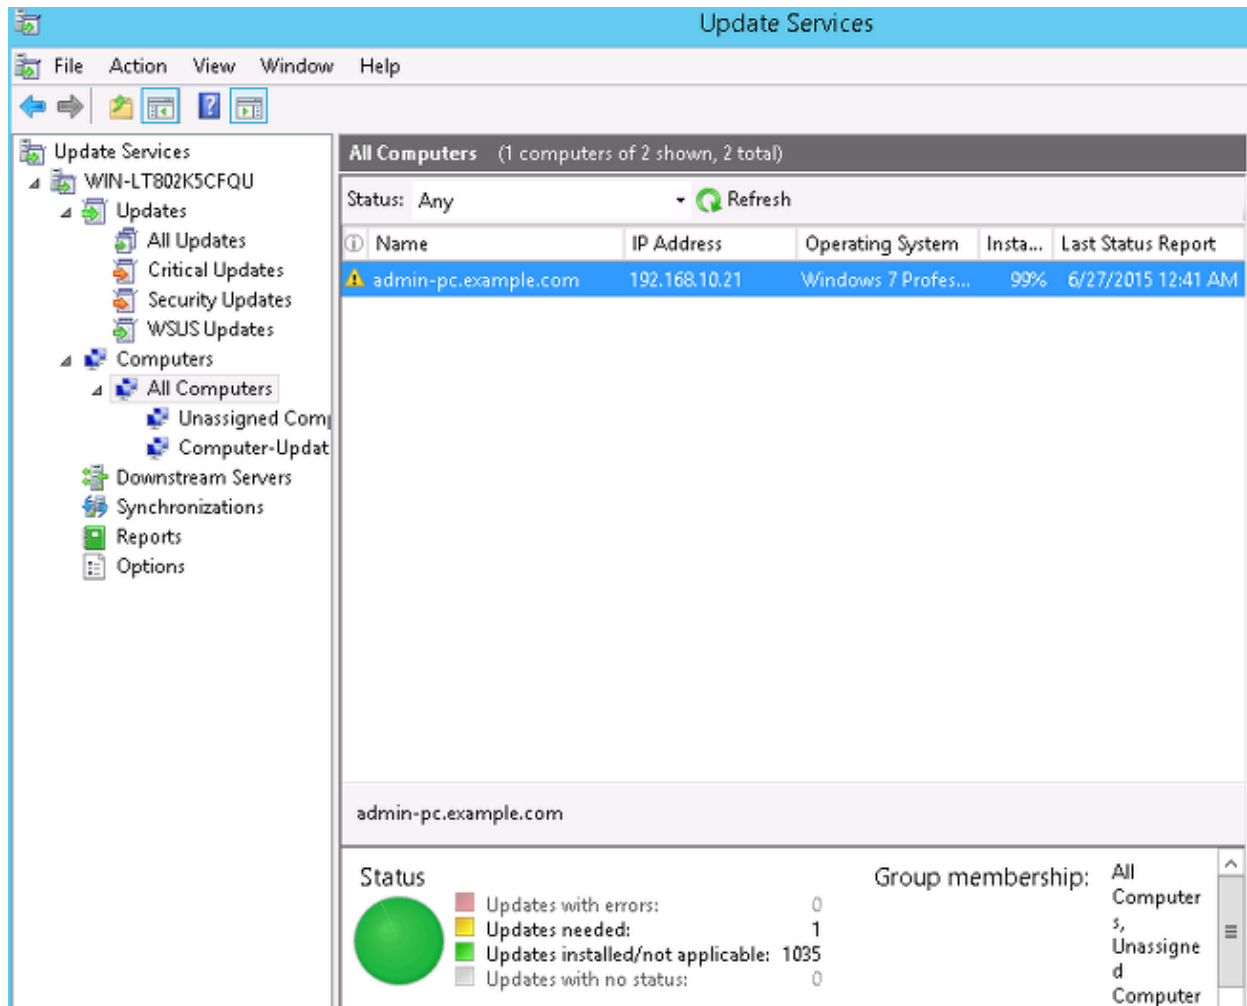 Update Services
File Action View Window Help
Update Services
WIN-LT802K5CFQU
Updates
All Updates
Critical Updates
Security Updates
WSUS Updates
Computers
All Computers
Unassigned Comp
Computer-Updat
Downstream Servers
Synchronizations
Reports
Options
All Computers (1 computers of 2 shown, 2 total)
Status: Any Refresh
Name IP Address Operating System Insta... Last Status Report
admin-pc.example.com 192.168.10.21 Windows 7 Profes... 99% 6/27/2015 12:41 AM
admin-pc.example.com
Status
Updates with errors: 0
Updates needed: 1
Updates installed/not applicable: 1035
Updates with no status: 0
Group membership:
All
Computer
s,
Unassigne
d
Computer